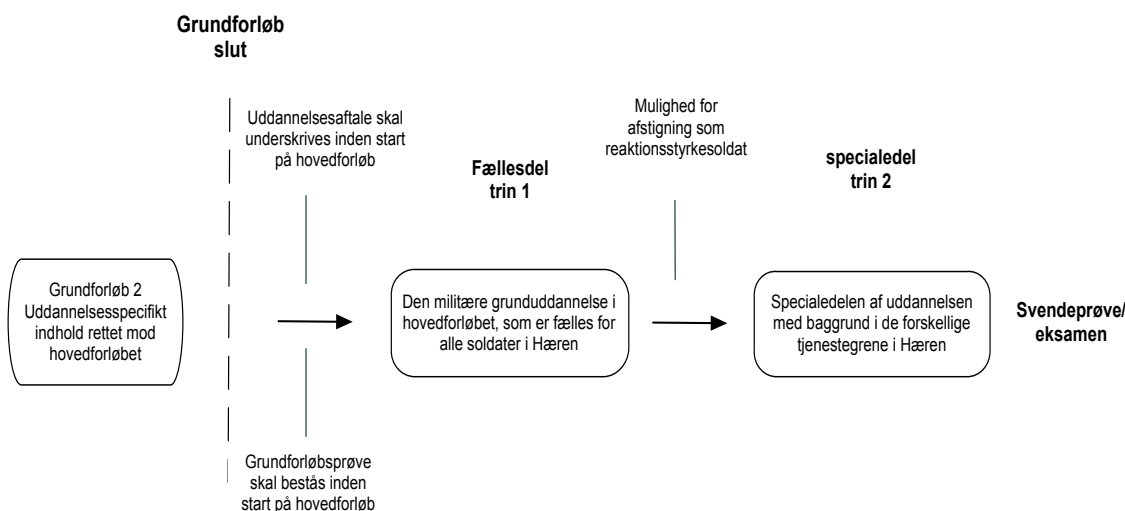 Grundforløb
slut
Uddannelsesaftale skal
underskrives inden start
på hovedforløb
Mulighed for
afstigning som
reaktionsstyrkesoldat
Fællesdel
trin 1
specialedel
trin 2
Grundforløb 2
Uddannelsesspecifikt
indhold rettet mod
hovedforløbet
Den militære grunduddannelse i
hovedforløbet, som er fælles for
alle soldater i Hæren
Specialedelen af uddannelsen
med baggrund i de forskellige
tjenestegrene i Hæren
Svendeprøve/
eksamen
Grundforløbsprøve
skal bestås inden
start på hovedforløb